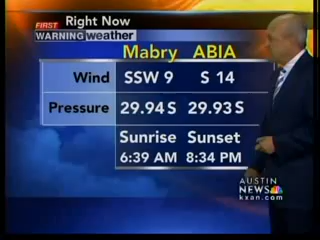 Right Now
FIRST
WARNING weather
Mabry ABIA
Wind SSW 9 S 14
Pressure 29.94 S 29.93 S
Sunrise Sunset
6:39 AM 8:34 PM
AUSTIN
NEWS
kxan.com